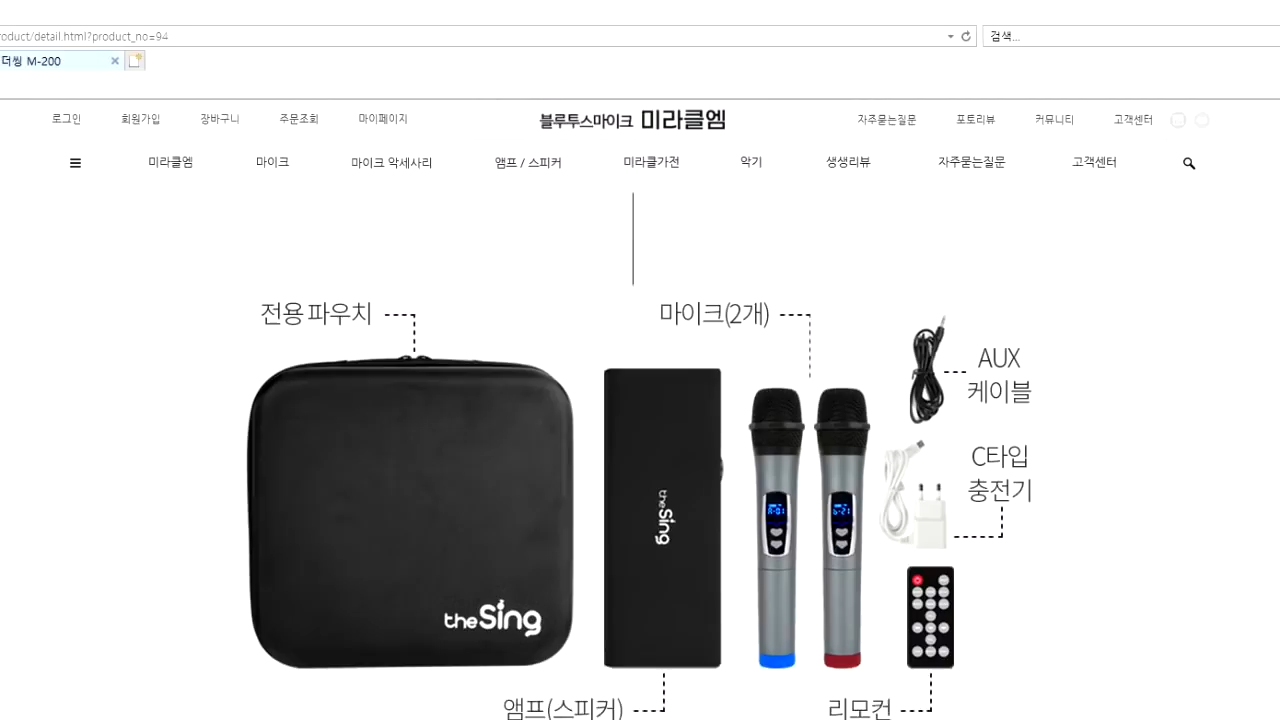 roduct/detail.html?product_no=94
검색...
더씽 M-200
로그인 회원가입 장바구니 주문조회 마이페이지 블루투스마이크 미라클엠 자주묻는질문 포토리뷰 커뮤니티 고객센터
미라클엠 마이크 마이크 악세사리 앰프 / 스피커 미라클가전 악기 생생리뷰 자주묻는질문 고객센터
전용 파우치
마이크(2개)
AUX
케이블
C타입
충전기
the Sing
the Sing
앰프(스피커)
리모컨